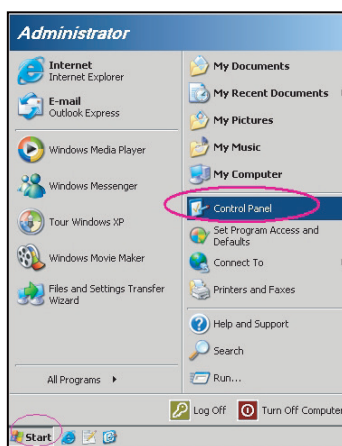 Administrator
Internet
Internet Explorer
E-mail
Outlook Express
Windows Media Player
Windows Messenger
Tour Windows XP
Windows Movie Maker
Files and Settings Transfer
Wizard
All Programs
My Documents
My Recent Documents
My Pictures
My Music
My Computer
Control Panel
Set Program Access and
Defaults
Connect To
Printers and Faxes
Help and Support
Search
Run...
Log Off
Turn Off Computer
Start